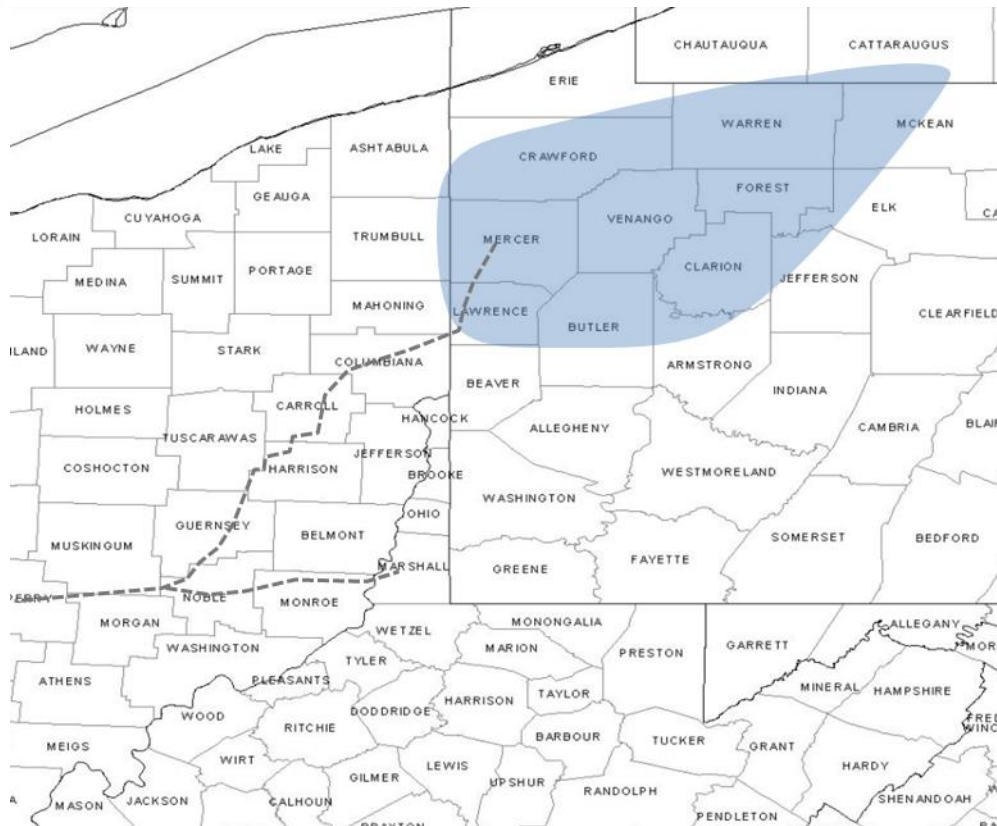 CHAUTAUQUA
CATTARAUGUS
ERIE
WARREN
MCKEAN
LAKE
ASHTABULA
CRAWFORD
GEAUGA
FOREST
ELK
CUYAHOGA
VENANGO
LORAIN
TRUMBULL
MERCER
CLARION
MEDINA
SUMMIT
PORTAGE
JEFFERSON
MAHONING
LAWRENCE
CLEARFIELD
BUTLER
WAYNE
STARK
COLUMBIANA
ARMSTRONG
BEAVER
INDIANA
HOLMES
CARROLL
HANCOCK
ALLEGHENY
CAMBRIA
TUSCARAWAS
JEFFERSON
COSHOCTON
HARRISON
BROOKE
WESTMORELAND
WASHINGTON
OHIO
GUERNSEY
BELMONT
SOMERSET
BEDFORD
MUSKINGUM
MARSHALL
GREENE
FAYETTE
PERRY
NOBLE
MONROE
MORGAN
MONONGALIA
ALLEGANY
WETZEL
WASHINGTON
MARION
PRESTON
GARRETT
TYLER
ATHENS
PLEASANTS
HARRISON
TAYLOR
MINERAL
HAMPSHIRE
WOOD
DODDRIDGE
RITCHIE
BARBOUR
TUCKER
MEIGS
GRANT
WIRT
LEWIS
HARDY
GILMER
UPSHUR
RANDOLPH
MASON
JACKSON
CALHOUN
SHENANDOAH
PENDLETON